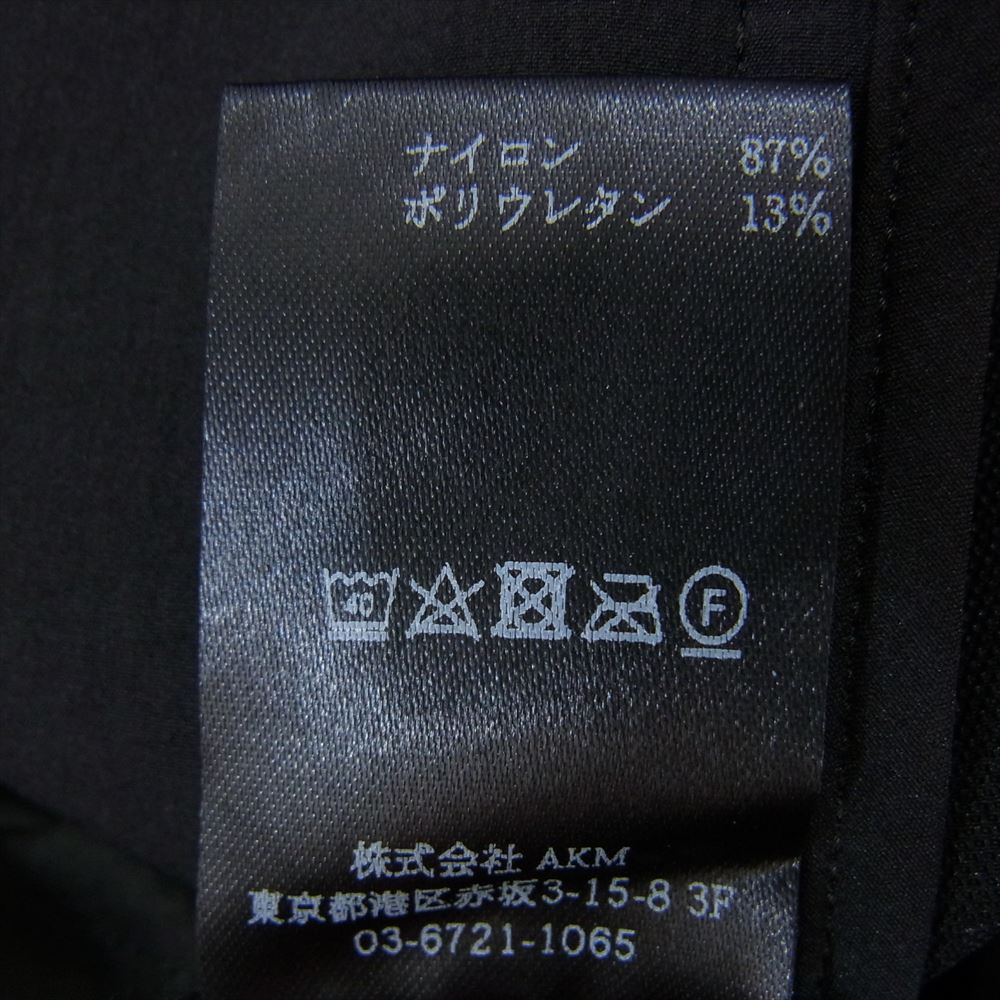 ナイロン 87%
ポリウレタン 13%
40 F
株式会社 AKM
東京都港区赤坂3-15-8 3F
03-6721-1065